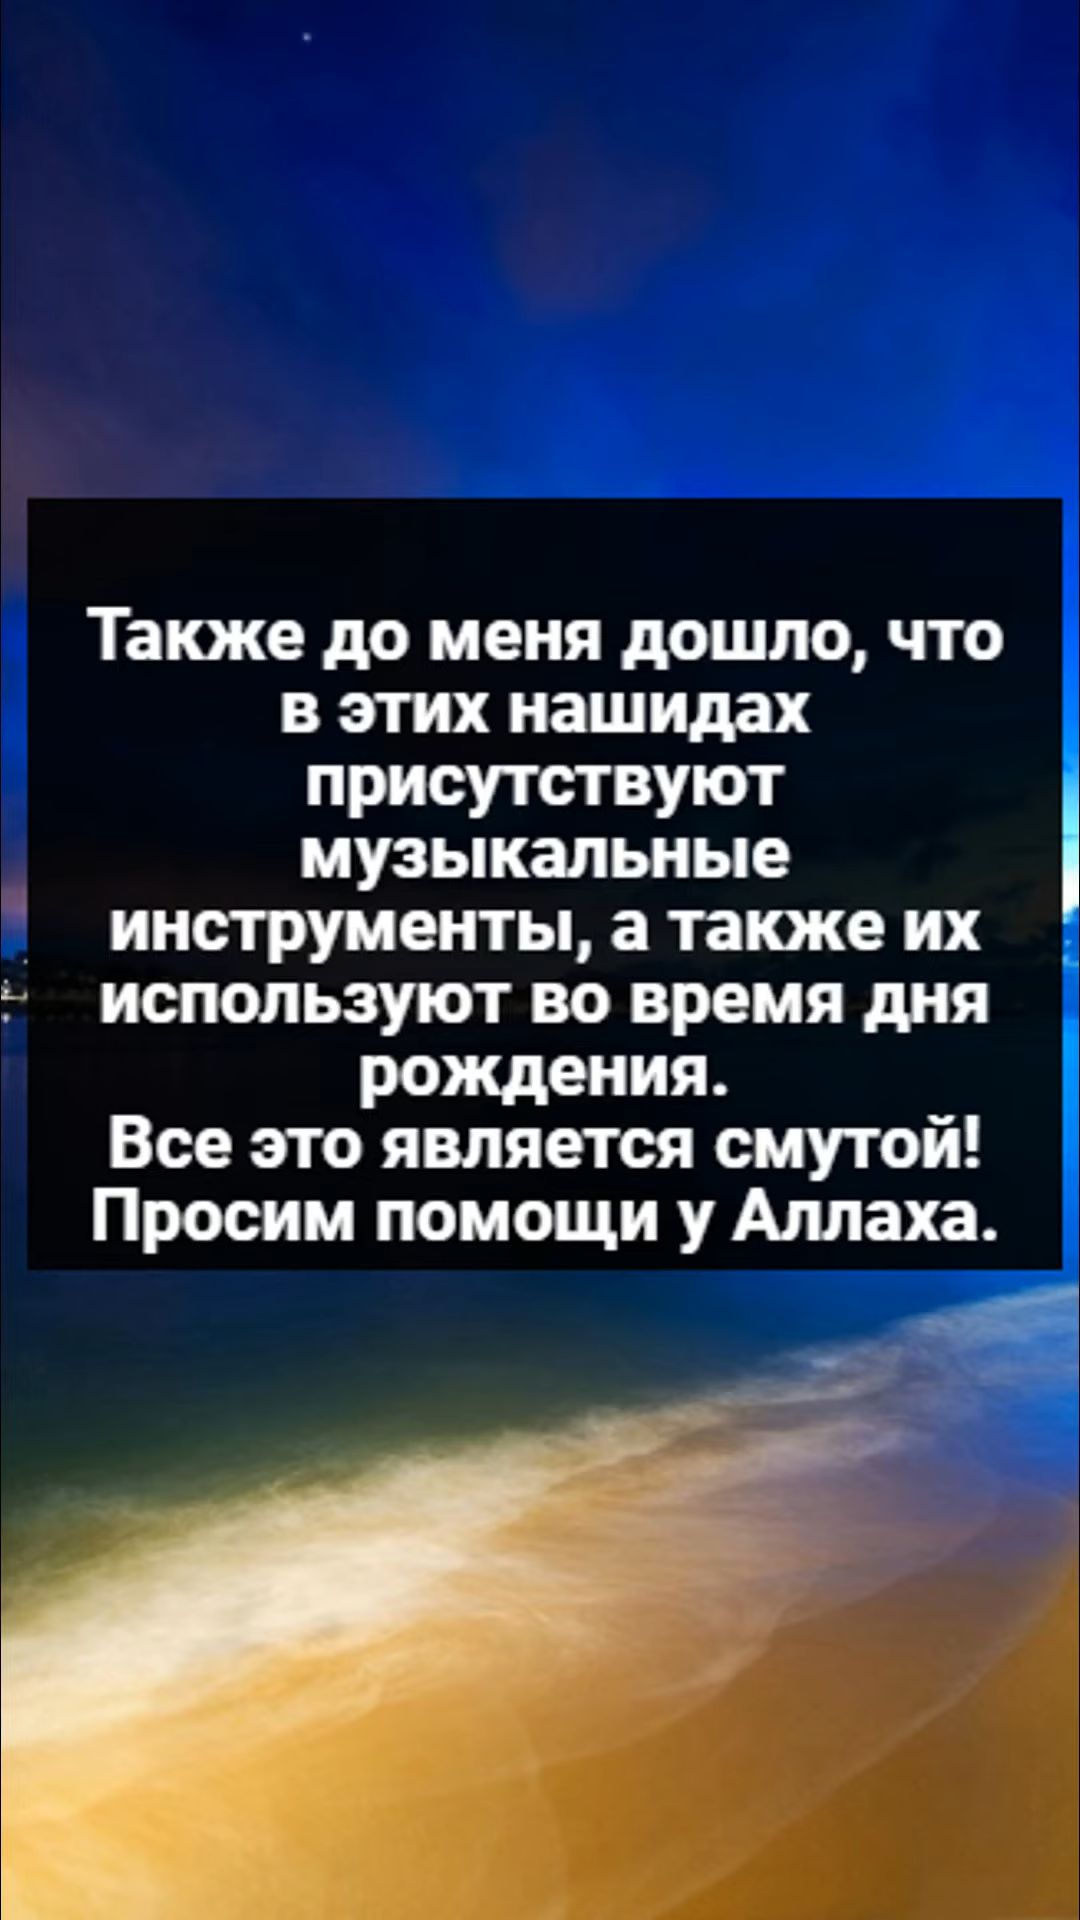 Также до меня дошло, что
в этих нашидах
присутствуют
музыкальные
инструменты, а также их
используют во время дня
рождения.
Все это является смутой!
Просим помощи у Аллаха.